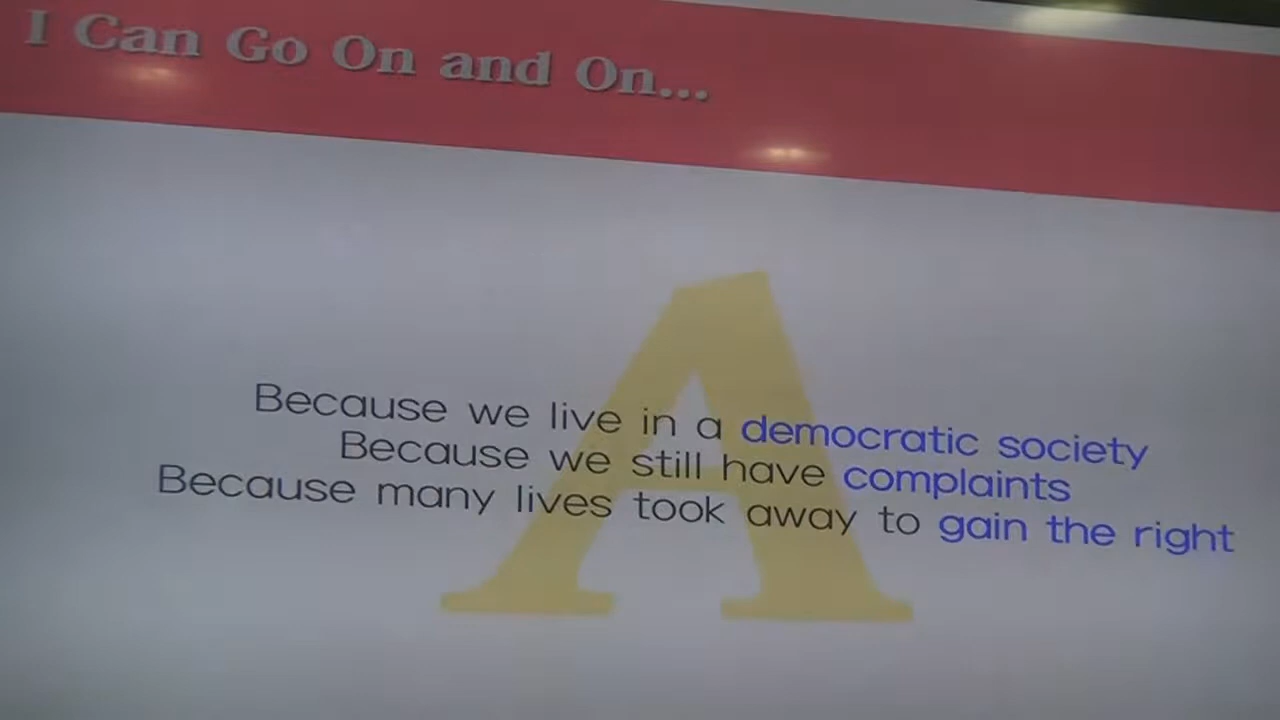 I Can Go On and On...
A
Because we live in a democratic society
Because we still have complaints
Because many lives took away to gain the right